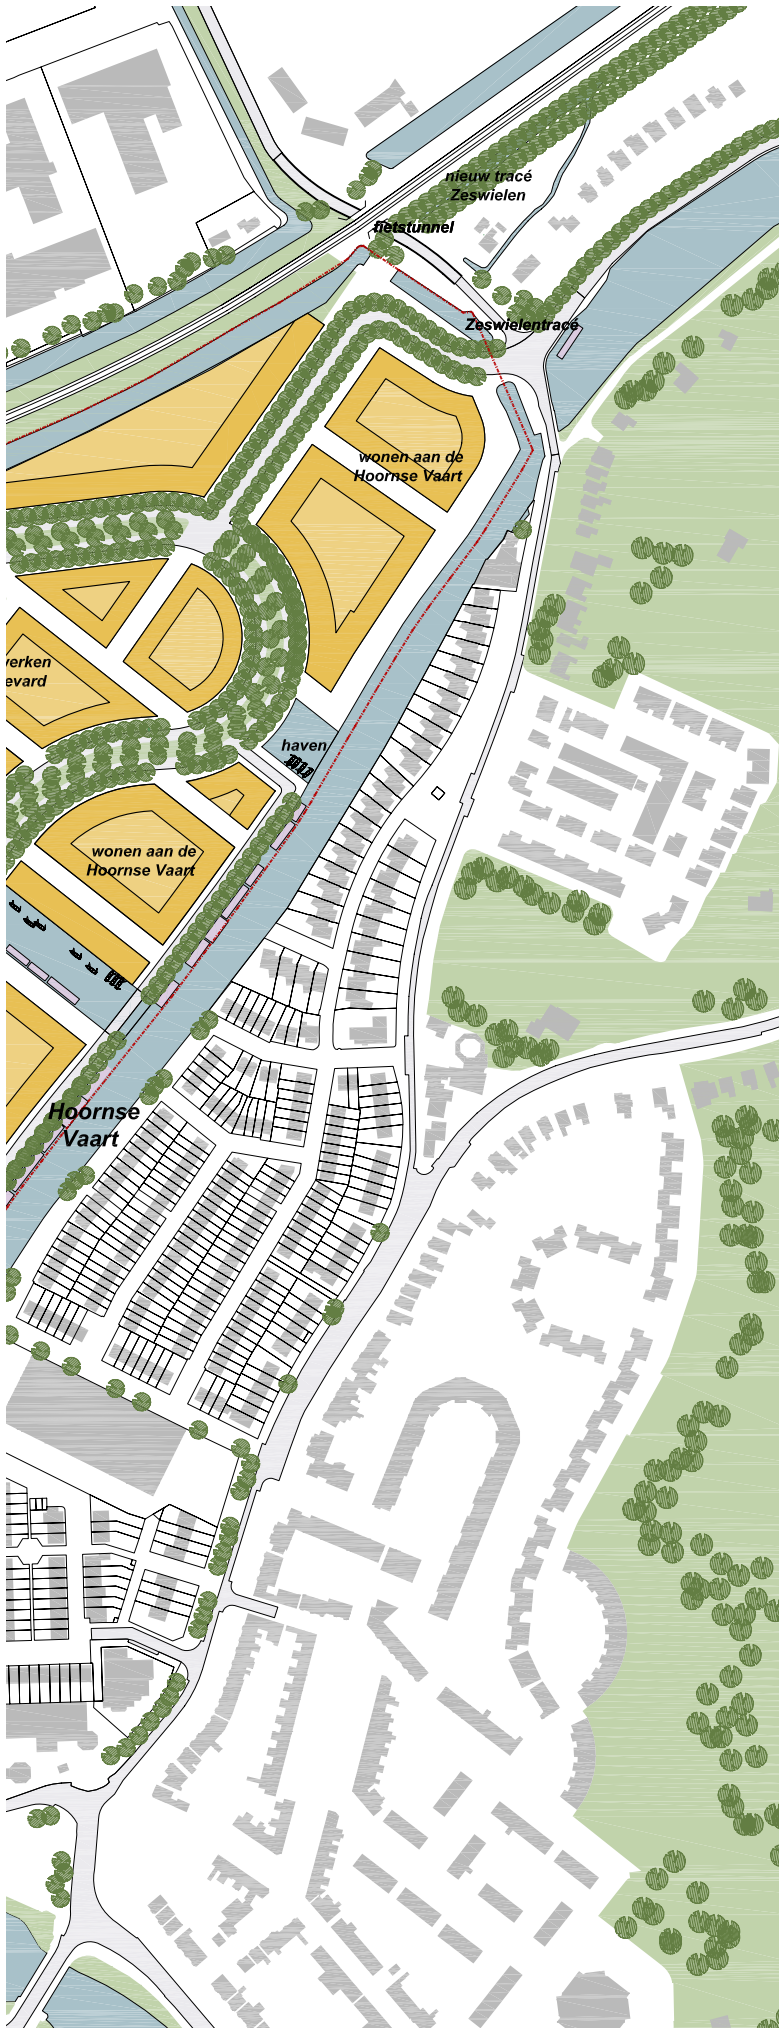 nieuw tracé
Zeswielen
fietstunnel
Zeswielentracé
wonen aan de
Hoornse Vaart
werken
evard
haven
wonen aan de
Hoornse Vaart
Hoornse
Vaart